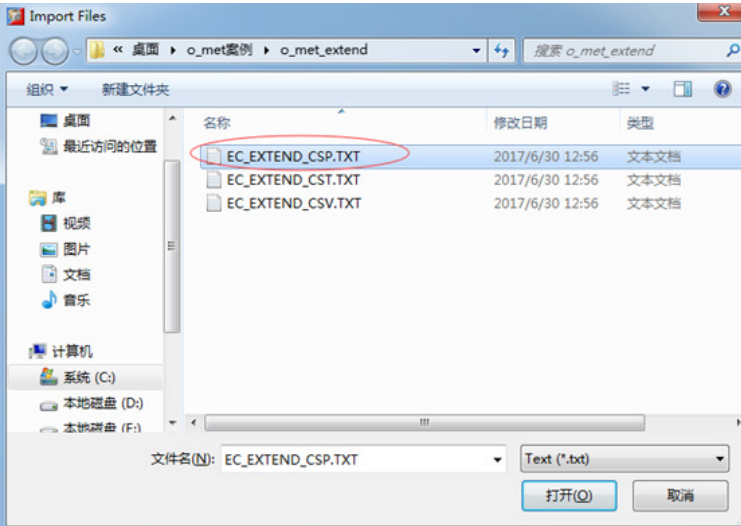 Import Files
« 桌面 ▸ o_met案例 ▸ o_met_extend
搜索 o_met_extend
组织 新建文件夹
桌面
最近访问的位置
库
视频
图片
文档
音乐
计算机
系统 (C:)
本地磁盘 (D:)
本地磁盘 (E:)
名称 修改日期 类型
EC_EXTEND_CSP.TXT 2017/6/30 12:56 文本文档
EC_EXTEND_CST.TXT 2017/6/30 12:56 文本文档
EC_EXTEND_CSV.TXT 2017/6/30 12:56 文本文档
文件名(N): EC_EXTEND_CSP.TXT Text (*.txt)
打开(O) 取消